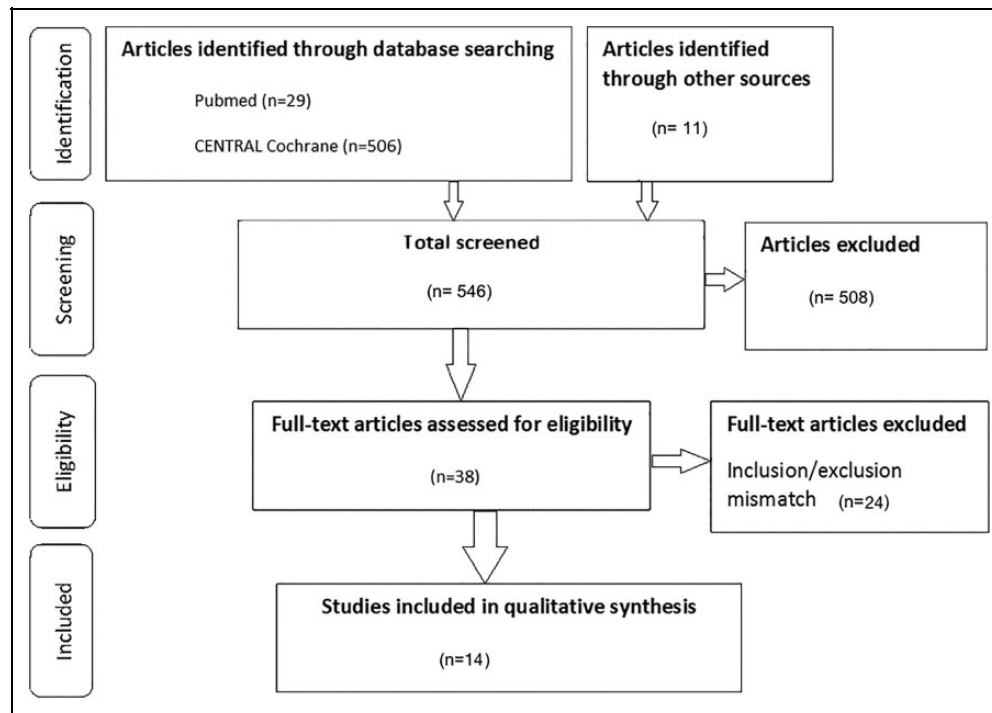 Identification
Articles identified through database searching
Pubmed (n=29)
CENTRAL Cochrane (n=506)
Articles identified
through other sources
(n= 11)
Screening
Total screened
(n= 546)
Articles excluded
(n= 508)
Eligibility
Full-text articles assessed for eligibility
(n=38)
Full-text articles excluded
Inclusion/exclusion
mismatch (n=24)
Included
Studies included in qualitative synthesis
(n=14)